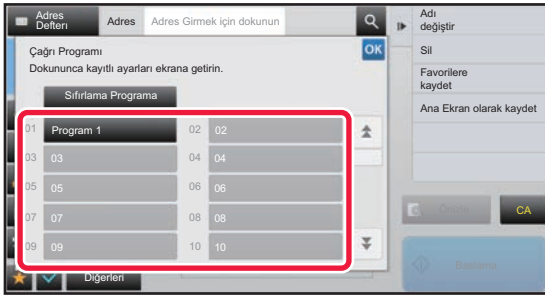 Adres
Defteri
Adres
Adres Girmek için dokunun
Adı
değiştir
Sil
Favorilere
kaydet
Ana Ekran olarak kaydet
Çağrı Programı
OK
Dokununca kayıtlı ayarları ekrana getirin.
Sıfırlama Programa
01 Program 1
02 02
03 03
04 04
05 05
06 06
07 07
08 08
09 09
10 10
CA
Diğerleri